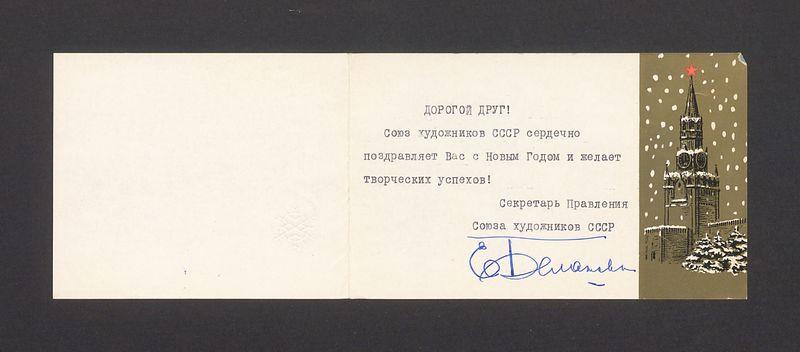 ДОРОГОЙ ДРУГ!
Союз художников СССР сердечно
поздравляет Вас с Новым Годом и желает
творческих успехов!
Секретарь Правления
Союза художников СССР